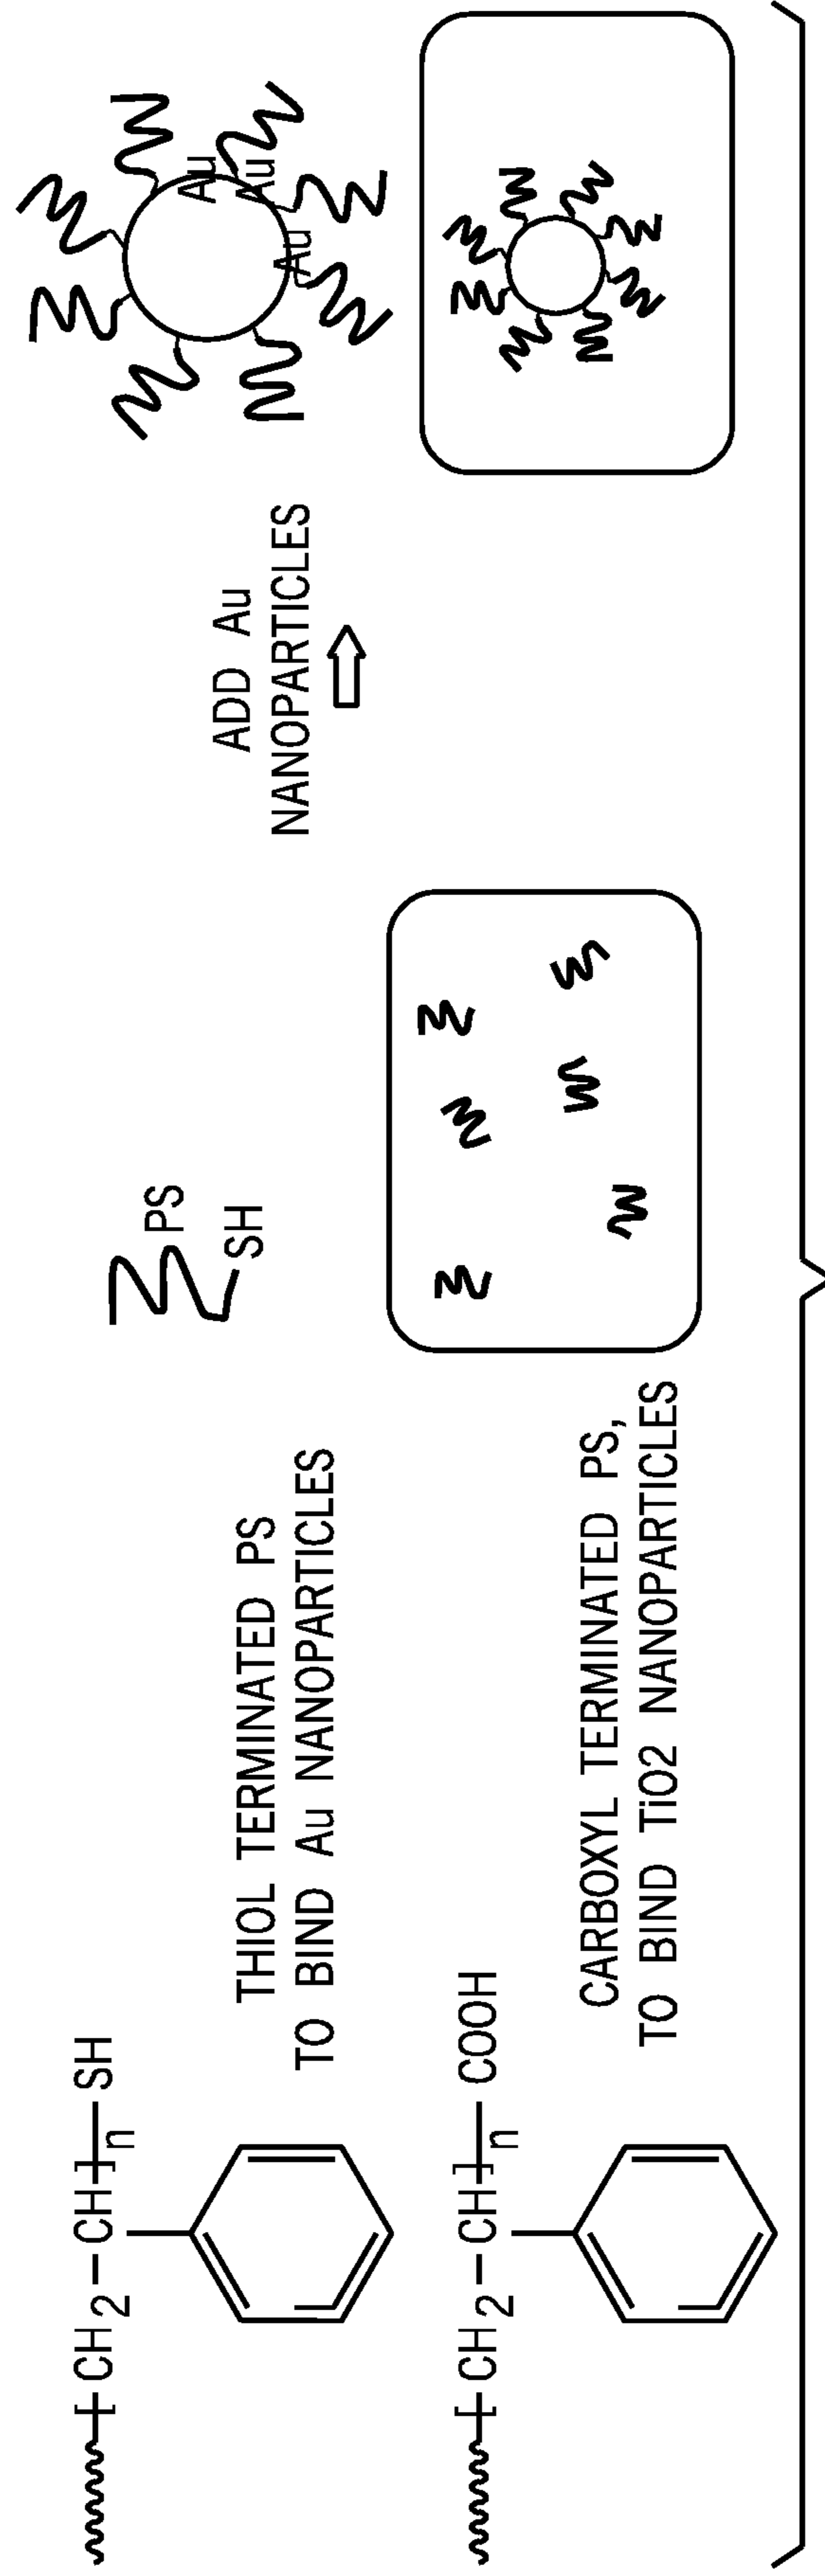 [CH2-CH]n-SH
THIOL TERMINATED PS
TO BIND Au NANOPARTICLES
PS
SH
ADD Au
NANOPARTICLES
Au
Au
Au
[CH2-CH]n-COOH
CARBOXYL TERMINATED PS,
TO BIND TiO2 NANOPARTICLES